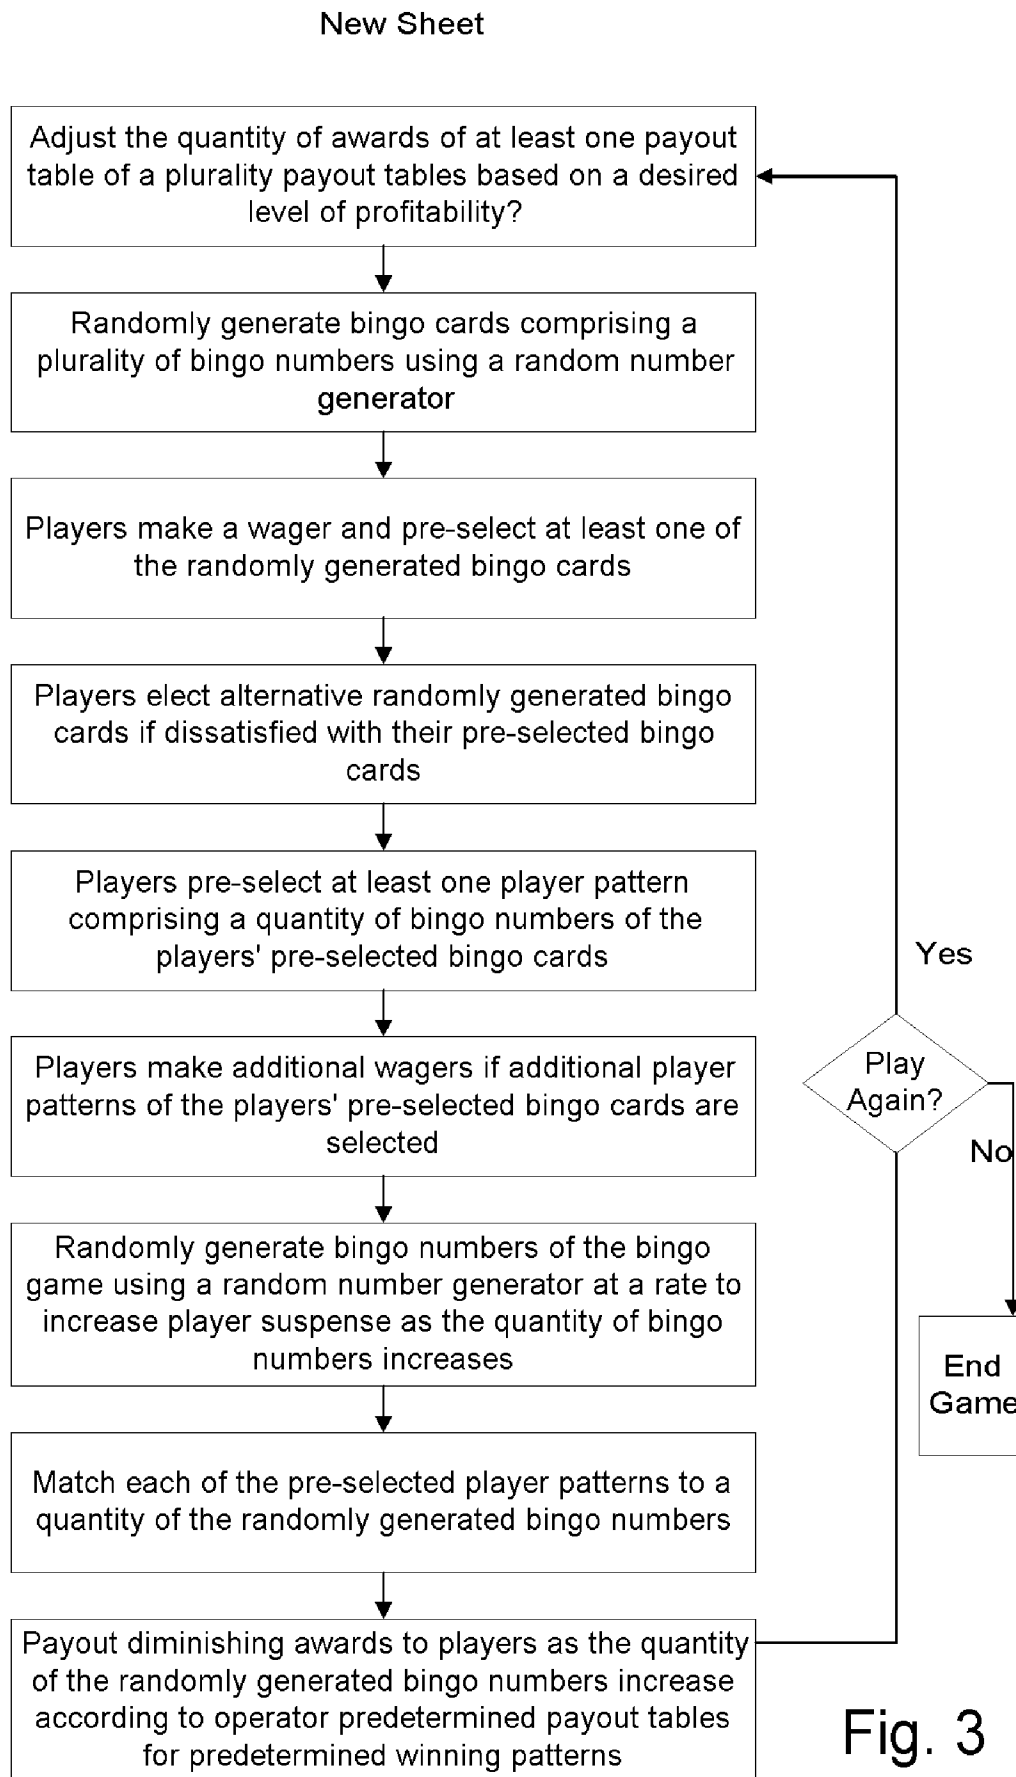 New Sheet
Adjust the quantity of awards of at least one payout
table of a plurality payout tables based on a desired
level of profitability?
Randomly generate bingo cards comprising a
plurality of bingo numbers using a random number
generator
Players make a wager and pre-select at least one of
the randomly generated bingo cards
Players elect alternative randomly generated bingo
cards if dissatisfied with their pre-selected bingo
cards
Players pre-select at least one player pattern
comprising a quantity of bingo numbers of the
players' pre-selected bingo cards
Players make additional wagers if additional player
patterns of the players' pre-selected bingo cards are
selected
Randomly generate bingo numbers of the bingo
game using a random number generator at a rate to
increase player suspense as the quantity of bingo
numbers increases
Match each of the pre-selected player patterns to a
quantity of the randomly generated bingo numbers
Payout diminishing awards to players as the quantity
of the randomly generated bingo numbers increase
according to operator predetermined payout tables
for predetermined winning patterns
Yes
Play
Again?
No
End
Game
Fig. 3